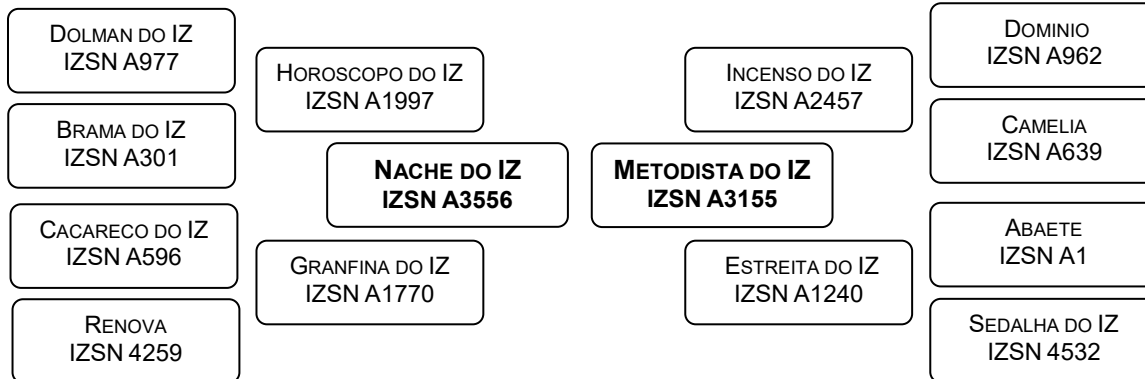 DOLMAN DO IZ
IZSN A977
BRAMA DO IZ
IZSN A301
CACARECO DO IZ
IZSN A596
RENOVA
IZSN 4259
HOROSCOPO DO IZ
IZSN A1997
GRANFINA DO IZ
IZSN A1770
NACHE DO IZ
IZSN A3556
METODISTA DO IZ
IZSN A3155
INCENSO DO IZ
IZSN A2457
ESTREITA DO IZ
IZSN A1240
DOMINIO
IZSN A962
CAMELIA
IZSN A639
ABAETE
IZSN A1
SEDALHA DO IZ
IZSN 4532